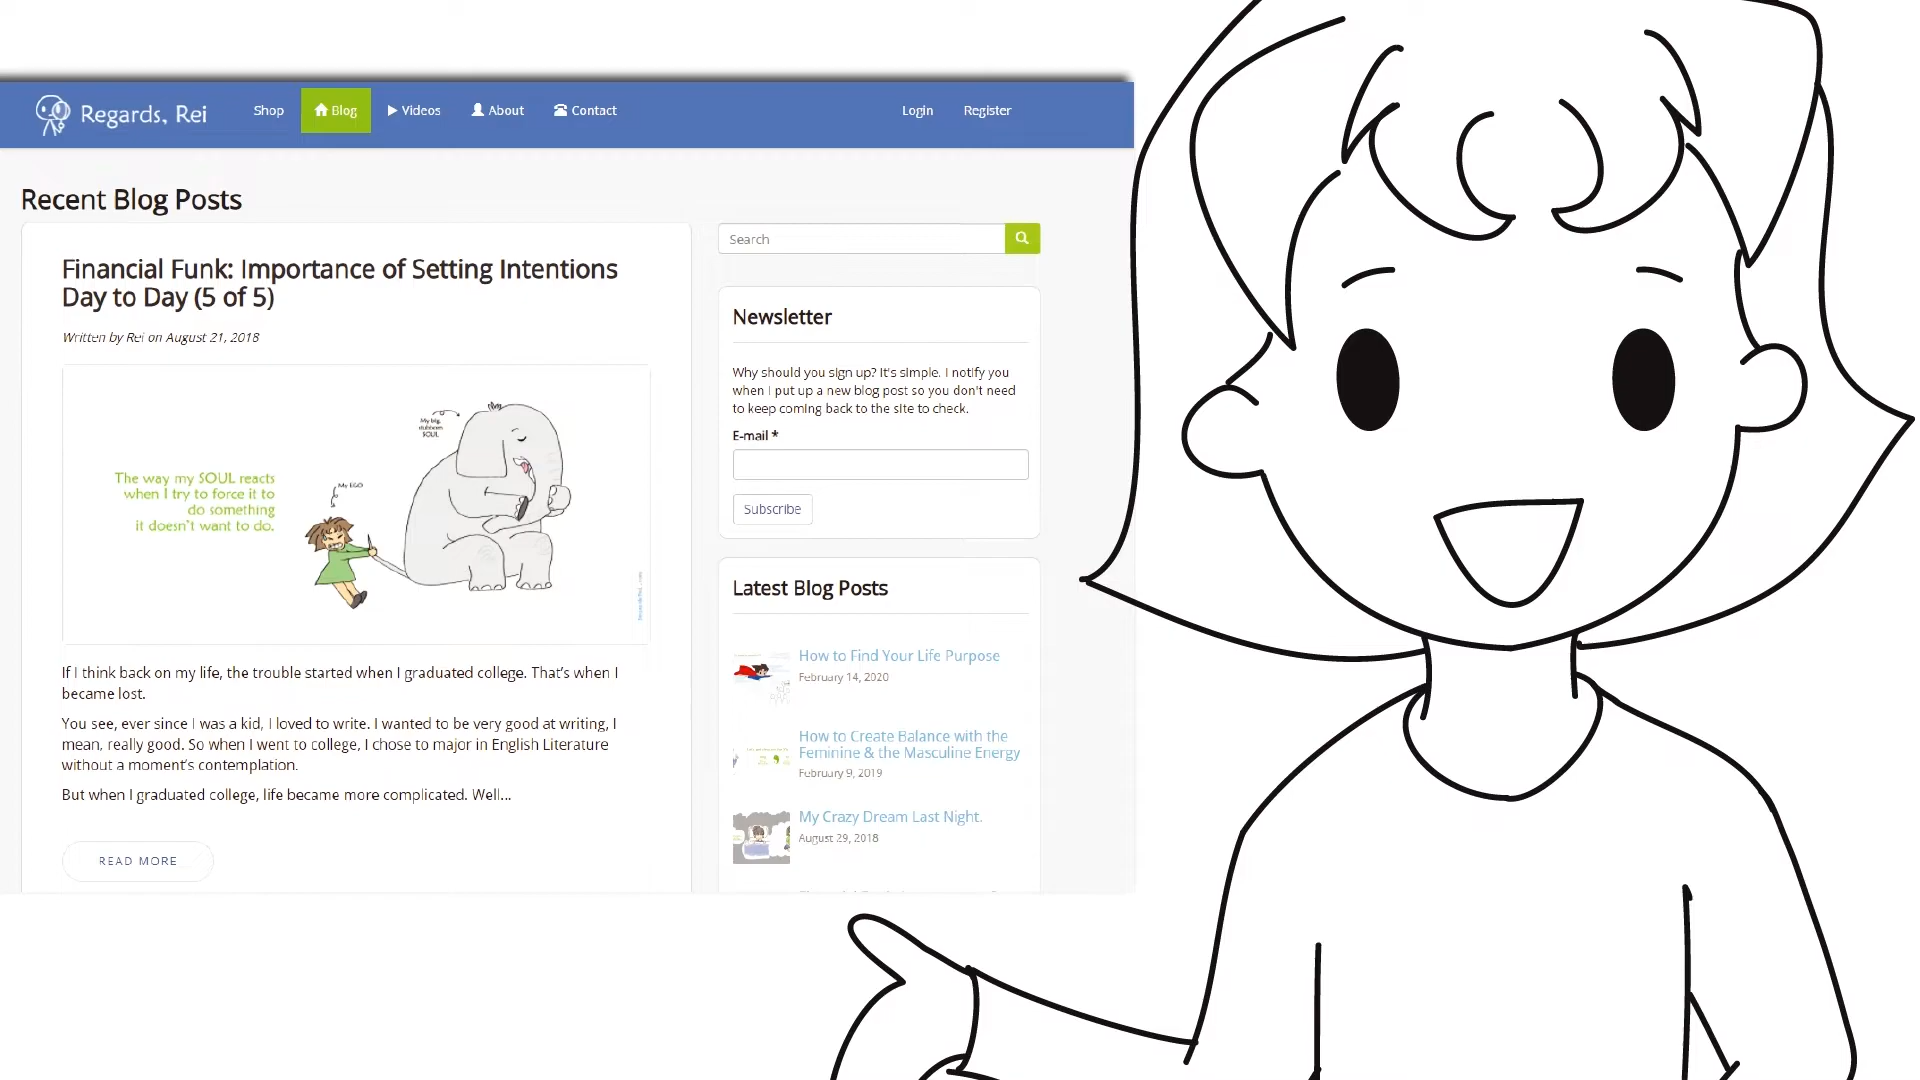 Regards, Rei
Shop
Blog
Videos
About
Contact
Login
Register
Recent Blog Posts
Financial Funk: Importance of Setting Intentions
Day to Day (5 of 5)
Written by Rei on August 21, 2018
My big,
stubborn
SOUL
The way my SOUL reacts
when I try to force it to
do something
it doesn't want to do.
My EGO
If I think back on my life, the trouble started when I graduated college. That’s when I
became lost.
You see, ever since I was a kid, I loved to write. I wanted to be very good at writing, I
mean, really good. So when I went to college, I chose to major in English Literature
without a moment’s contemplation.
But when I graduated college, life became more complicated. Well...
READ MORE
Search
Newsletter
Why should you sign up? It's simple. I notify you
when I put up a new blog post so you don't need
to keep coming back to the site to check.
E-mail *
Subscribe
Latest Blog Posts
How to Find Your Life Purpose
February 14, 2020
How to Create Balance with the
Feminine & the Masculine Energy
February 9, 2019
My Crazy Dream Last Night.
August 29, 2018